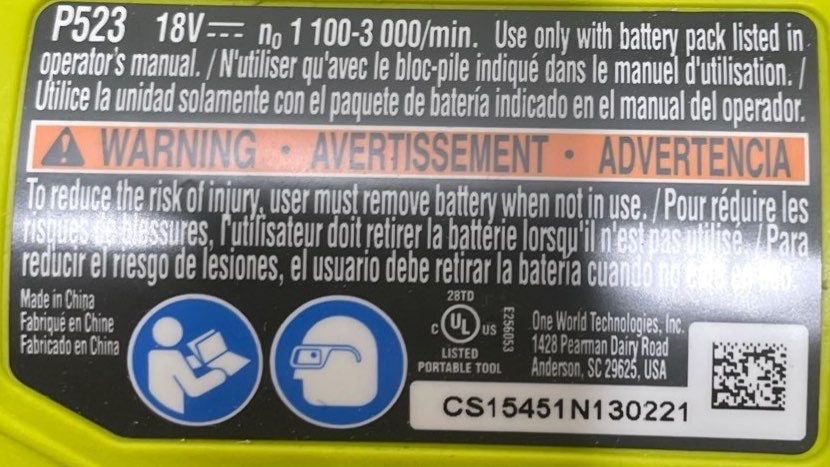 P523 18V⎓ n₀ 1 100-3 000/min. Use only with battery pack listed in
operator's manual. / N'utiliser qu'avec le bloc-pile indiqué dans le manuel d'utilisation. /
Utilice la unidad solamente con el paquete de batería indicado en el manual del operador.
WARNING • AVERTISSEMENT • ADVERTENCIA
To reduce the risk of injury, user must remove battery when not in use. / Pour réduire les
risques de blessures, l'utilisateur doit retirer la batterie lorsqu'il n'est pas utilisé. / Para
reducir el riesgo de lesiones, el usuario debe retirar la batería cuando no
Made in China
Fabriqué en Chine
Fabricado en China
28TD
C UL US
LISTED
PORTABLE TOOL
E256053
One World Technologies, Inc.
1428 Pearman Dairy Road
Anderson, SC 29625, USA
CS15451N130221